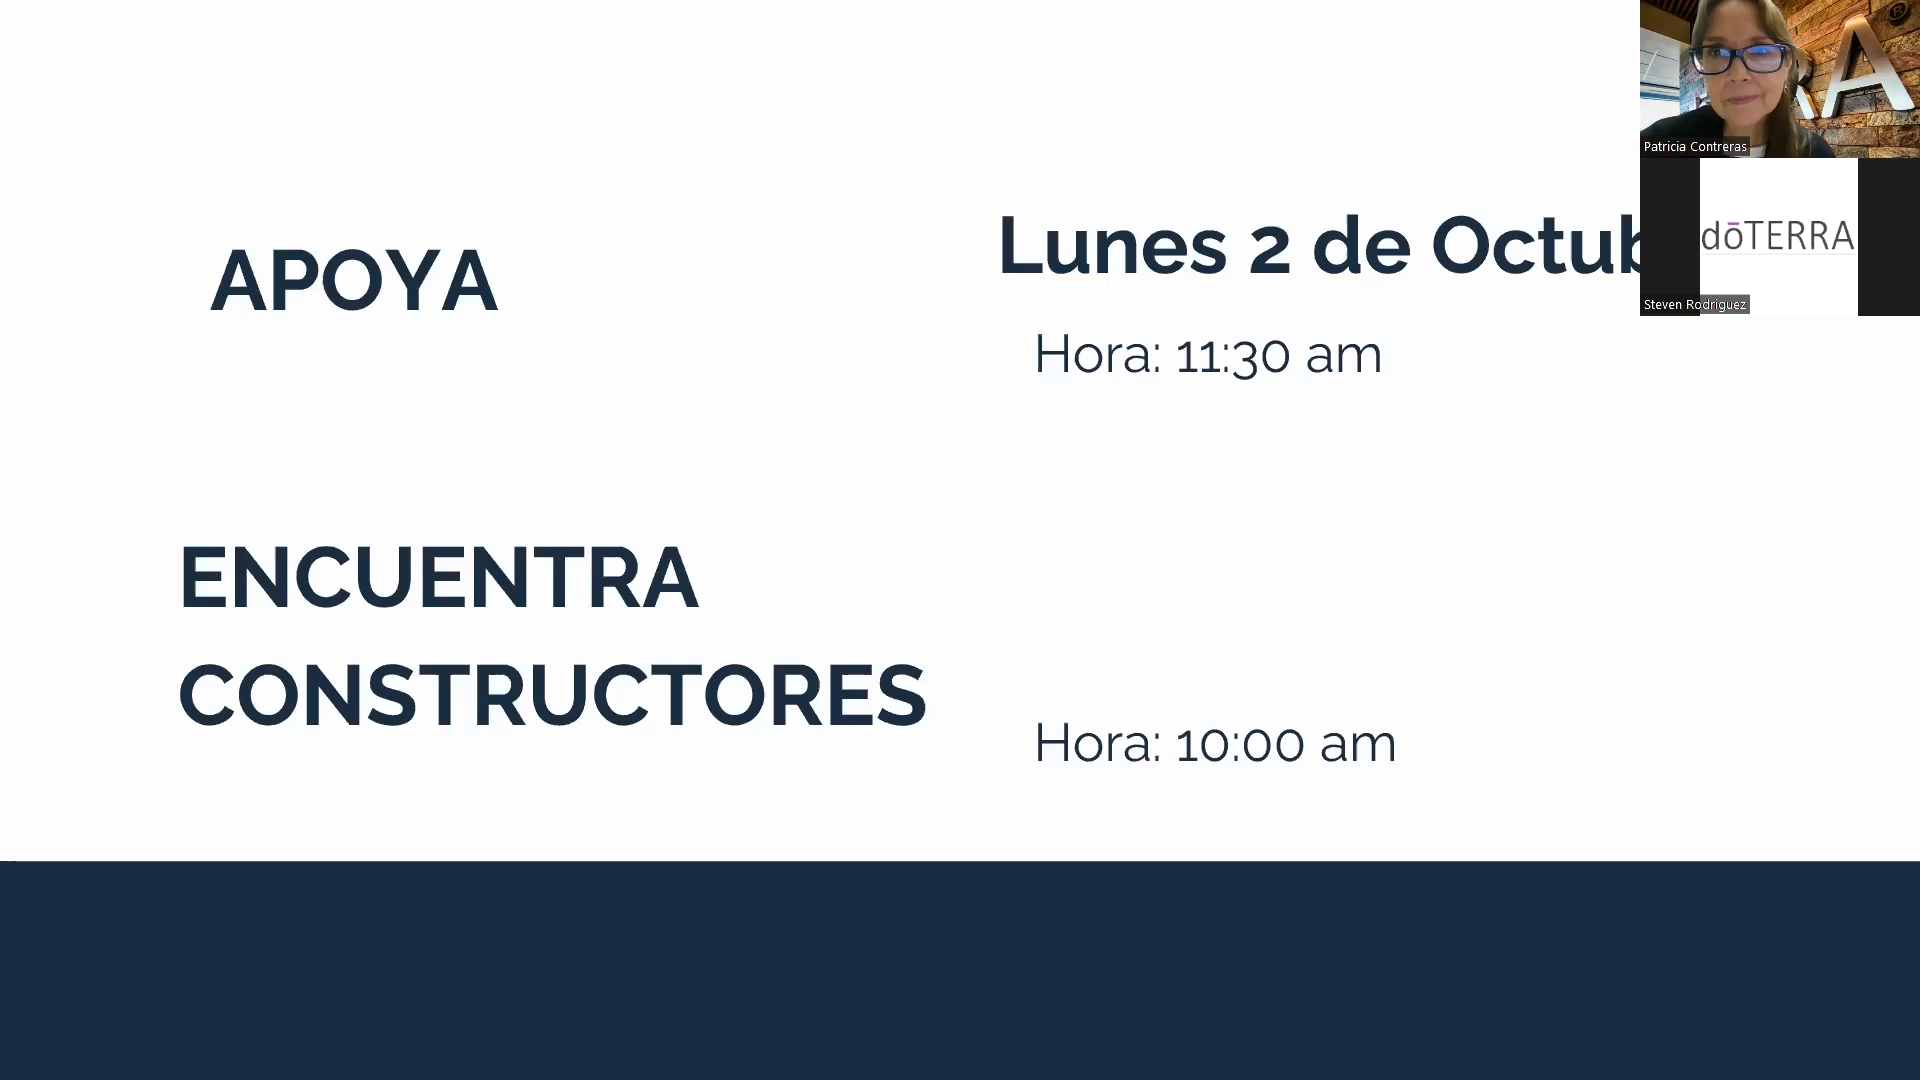 APOYA
Lunes 2 de Octub
Hora: 11:30 am
ENCUENTRA
CONSTRUCTORES
Hora: 10:00 am
RA®
Patricia Contreras
dōTERRA
Steven Rodriguez